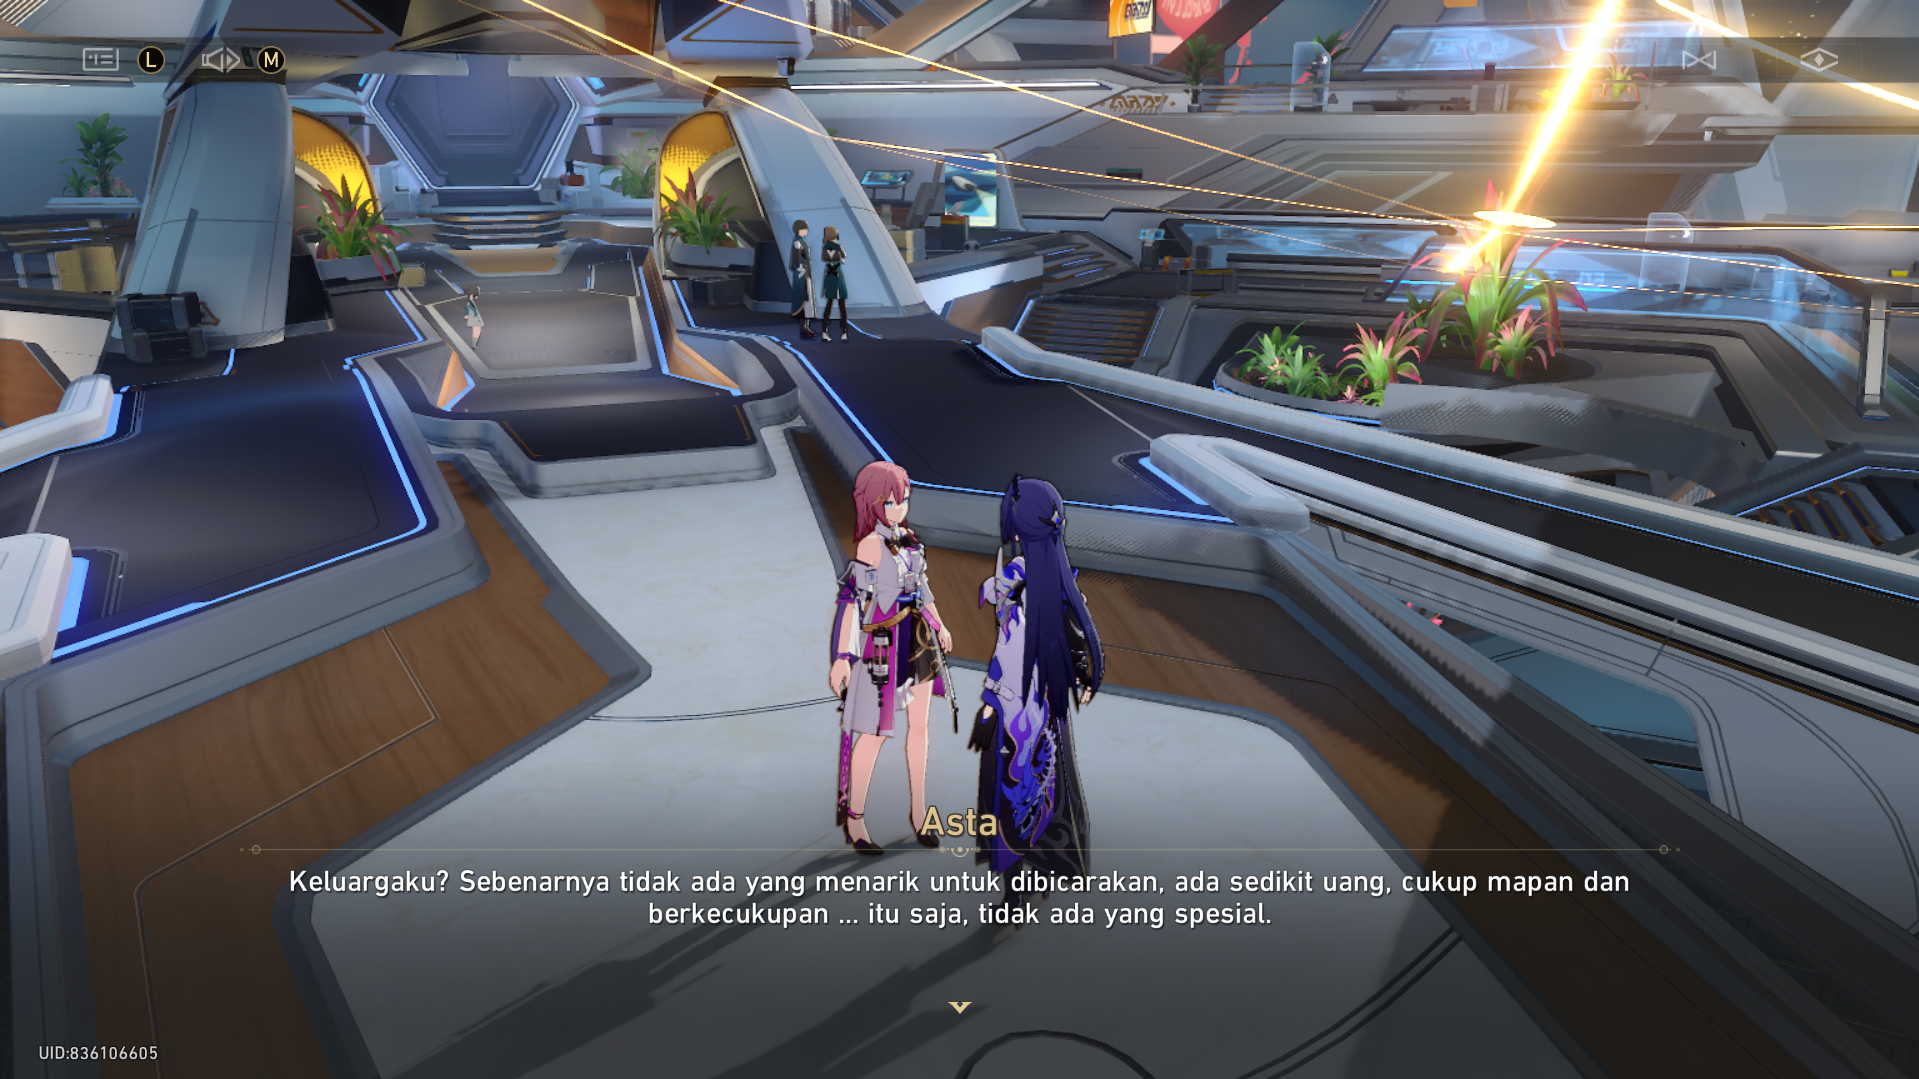 L
M
Asta
Keluargaku? Sebenarnya tidak ada yang menarik untuk dibicarakan, ada sedikit uang, cukup mapan dan
berkecukupan ... itu saja, tidak ada yang spesial.
UID:836106605